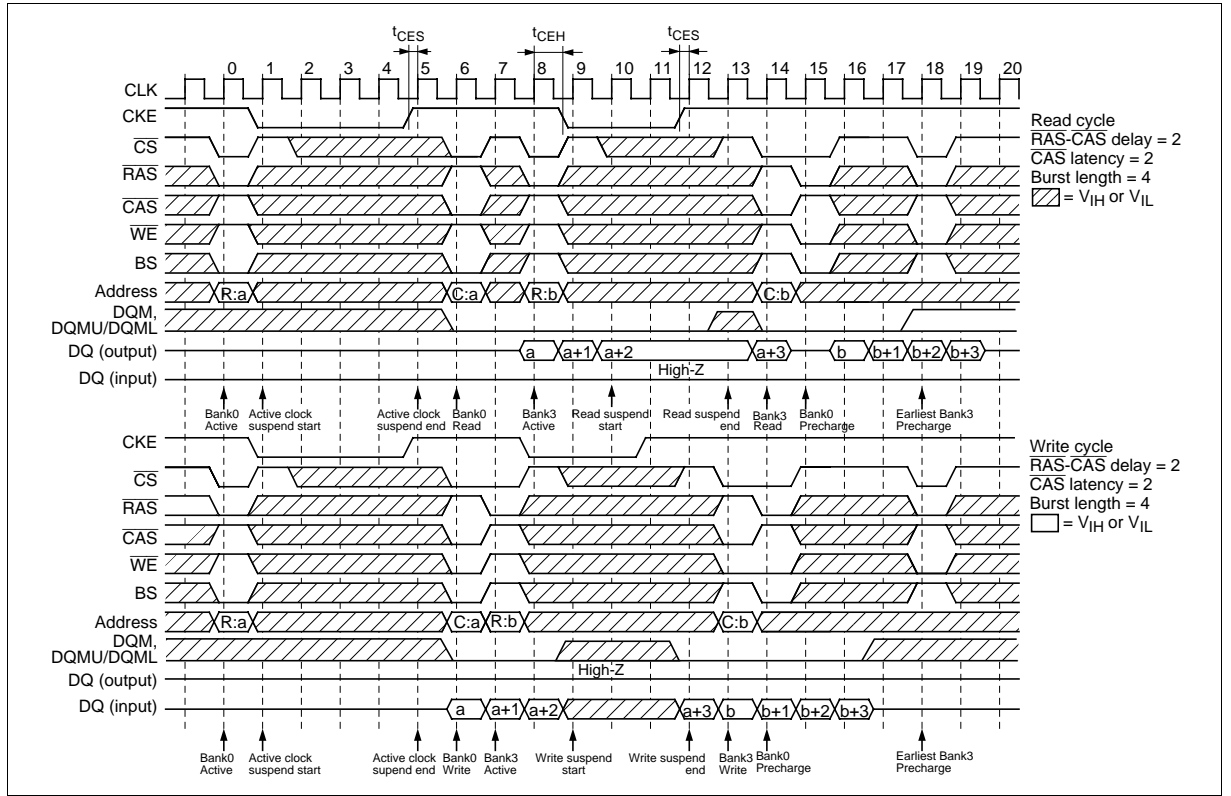 tCES tCEH tCES
0 1 2 3 4 5 6 7 8 9 10 11 12 13 14 15 16 17 18 19 20
CLK
CKE
CS
RAS
CAS
WE
BS
Address R:a C:a R:b C:b
DQM,
DQMU/DQML
DQ (output) a a+1 a+2 a+3 b b+1 b+2 b+3
High-Z
DQ (input)
Bank0 Active clock Active clock Bank0 Bank3 Read suspend Read suspend Bank3 Bank0 Earliest Bank3
Active suspend start suspend end Read Active start end Read Precharge Precharge
Read cycle
RAS-CAS delay = 2
CAS latency = 2
Burst length = 4
= VIH or VIL
CKE
CS
RAS
CAS
WE
BS
Address R:a C:a R:b C:b
DQM,
DQMU/DQML
High-Z
DQ (output)
DQ (input) a a+1 a+2 a+3 b b+1 b+2 b+3
Bank0 Active clock Active clock Bank0 Bank3 Write suspend Write suspend Bank3 Bank0 Earliest Bank3
Active suspend start supend end Write Active start end Write Precharge Precharge
Write cycle
RAS-CAS delay = 2
CAS latency = 2
Burst length = 4
= VIH or VIL